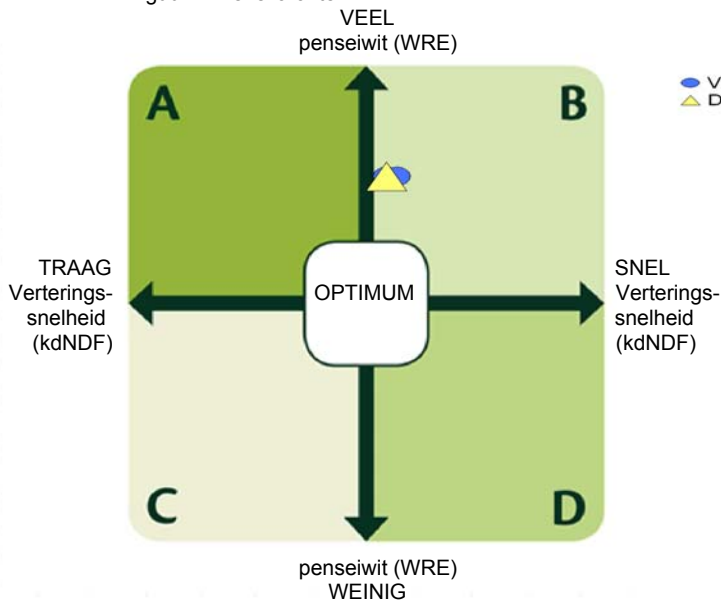 VEEL
penseiwit (WRE)
A
B
V
D
TRAAG
Verterings-
snelheid
(kdNDF)
OPTIMUM
SNEL
Verterings-
snelheid
(kdNDF)
C
D
penseiwit (WRE)
WEINIG